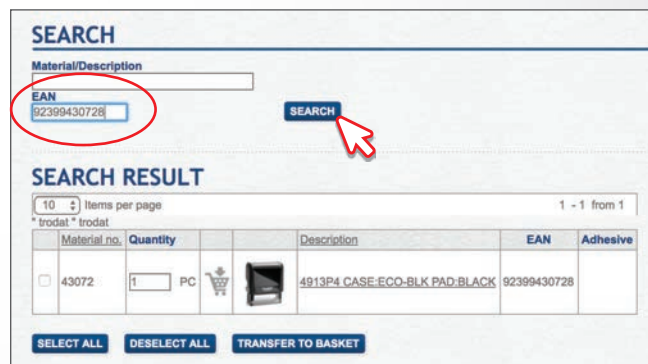 SEARCH
Material/Description
EAN
92399430728
SEARCH
SEARCH RESULT
10 Items per page 1 - 1 from 1
* trodat * trodat
Material no. Quantity Description EAN Adhesive
43072 1 PC 4913P4 CASE:ECO-BLK PAD:BLACK 92399430728
SELECT ALL DESELECT ALL TRANSFER TO BASKET